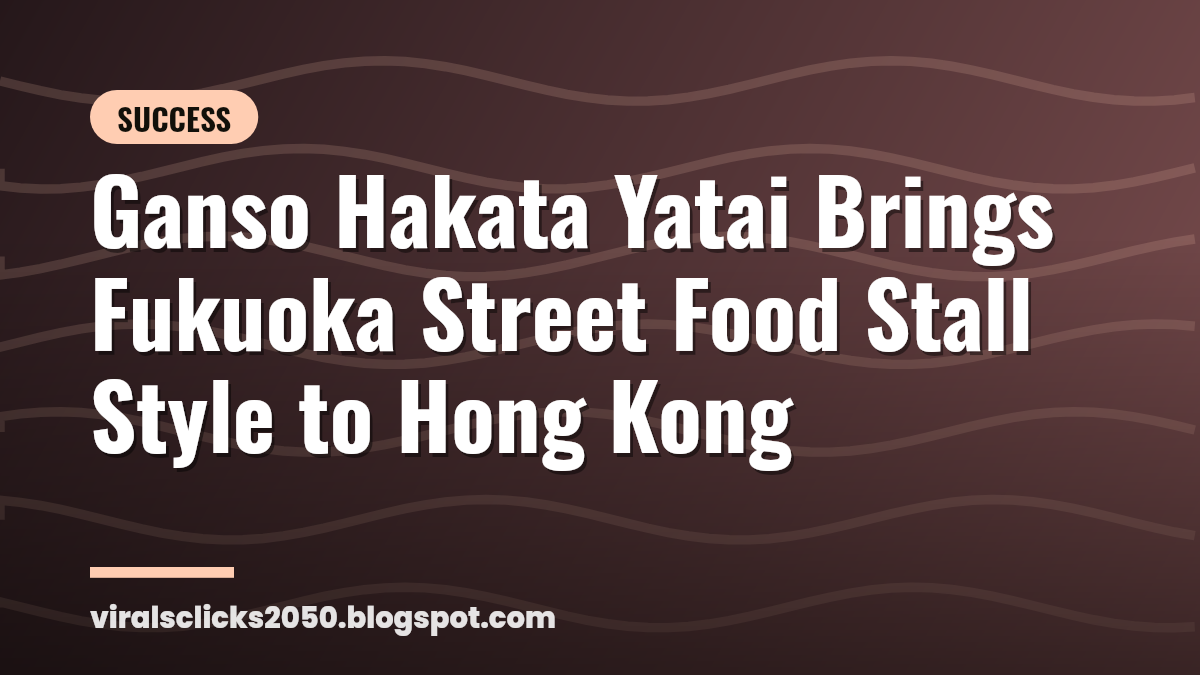 SUCCESS
Ganso Hakata Yatai Brings
Fukuoka Street Food Stall
Style to Hong Kong
viralsclicks2050.blogspot.com